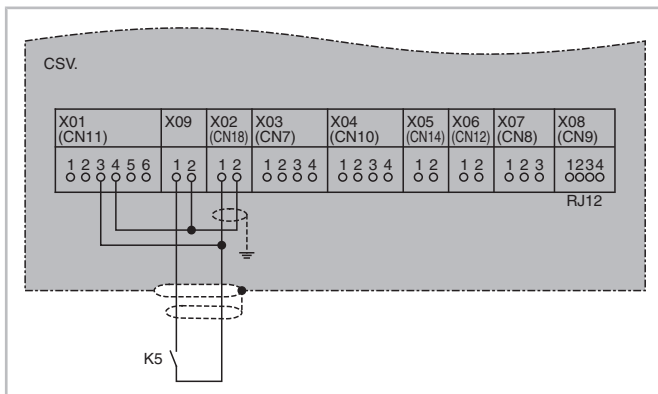 CSV.
X01 X09 X02 X03 X04 X05 X06 X07 X08
(CN11) (CN18) (CN7) (CN10) (CN14) (CN12) (CN8) (CN9)
1 2 3 4 5 6 1 2 1 2 1 2 3 4 1 2 3 4 1 2 1 2 1 2 3 1234
RJ12
K5